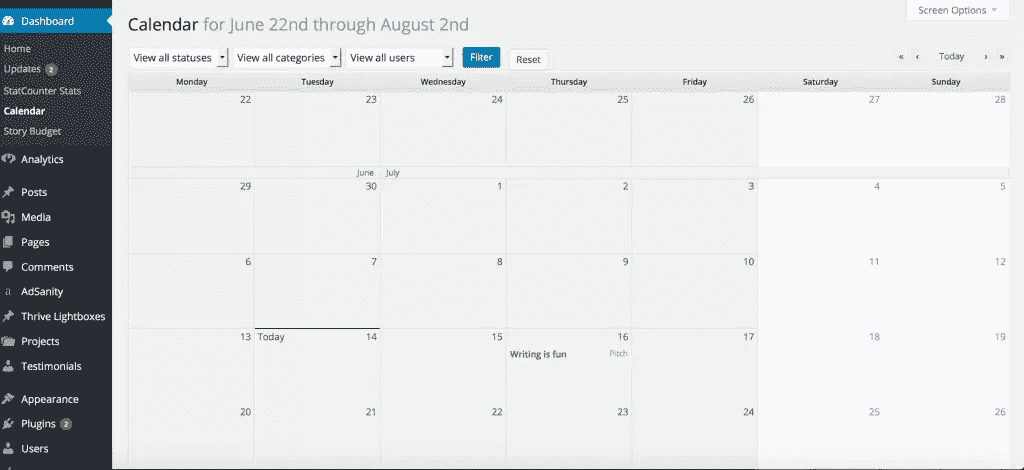 Dashboard
Home
Updates 2
StatCounter Stats
Calendar
Story Budget
Analytics
Posts
Media
Pages
Comments
AdSanity
Thrive Lightboxes
Projects
Testimonials
Appearance
Plugins 2
Users
Screen Options
Calendar for June 22nd through August 2nd
View all statuses View all categories View all users Filter Reset « ‹ Today › »
Monday Tuesday Wednesday Thursday Friday Saturday Sunday
22 23 24 25 26 27 28
June July
29 30 1 2 3 4 5
6 7 8 9 10 11 12
13 Today 14 15 16 17 18 19
Writing is fun Pitch
20 21 22 23 24 25 26